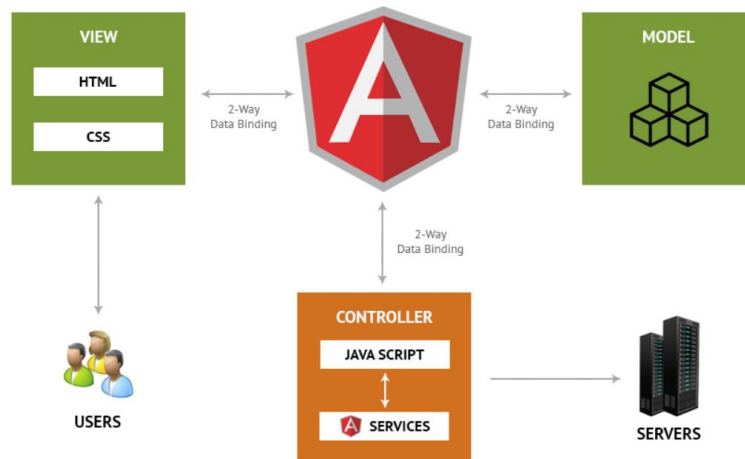 VIEW
HTML
CSS
2-Way
Data Binding
A
2-Way
Data Binding
MODEL
2-Way
Data Binding
USERS
CONTROLLER
JAVA SCRIPT
A SERVICES
SERVERS